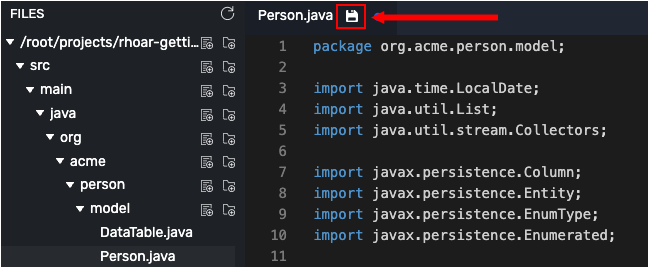 FILES
/root/projects/rhoar-getti...
src
main
java
org
acme
person
model
DataTable.java
Person.java
Person.java
1 package org.acme.person.model;
2
3 import java.time.LocalDate;
4 import java.util.List;
5 import java.util.stream.Collectors;
6
7 import javax.persistence.Column;
8 import javax.persistence.Entity;
9 import javax.persistence.EnumType;
10 import javax.persistence.Enumerated;
11